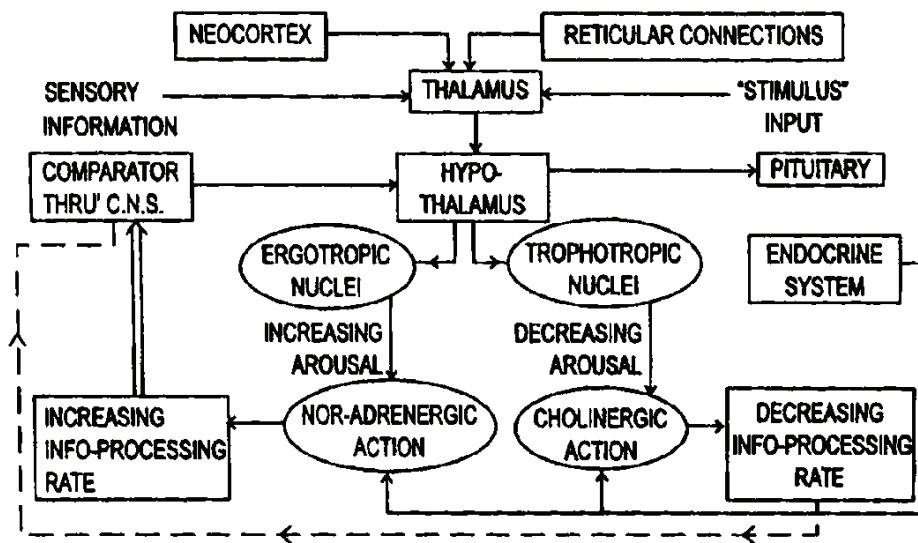 NEOCORTEX
RETICULAR CONNECTIONS
SENSORY
INFORMATION
THALAMUS
"STIMULUS"
INPUT
COMPARATOR
THRU' C.N.S.
HYPO-
THALAMUS
PITUITARY
ERGOTROPIC
NUCLEI
TROPHOTROPIC
NUCLEI
ENDOCRINE
SYSTEM
INCREASING
AROUSAL
DECREASING
AROUSAL
INCREASING
INFO-PROCESSING
RATE
NOR-ADRENERGIC
ACTION
CHOLINERGIC
ACTION
DECREASING
INFO-PROCESSING
RATE